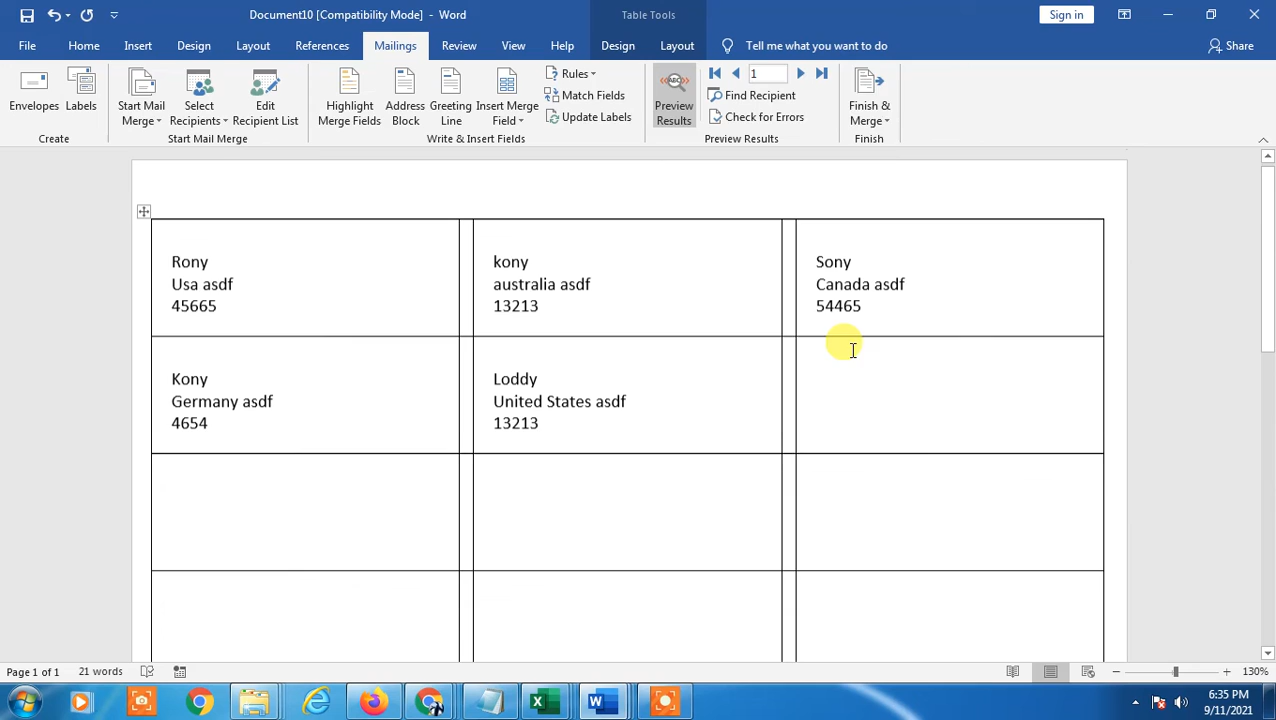 Document10 [Compatibility Mode] - Word
Table Tools
Sign in
File
Home
Insert
Design
Layout
References
Mailings
Review
View
Help
Design
Layout
Tell me what you want to do
Share
Envelopes
Labels
Create
Start Mail
Merge
Select
Recipients
Edit
Recipient List
Start Mail Merge
Highlight
Merge Fields
Address
Block
Greeting
Line
Insert Merge
Field
Rules
Match Fields
Update Labels
Write & Insert Fields
ABC
Preview
Results
1
Find Recipient
Check for Errors
Preview Results
Finish &
Merge
Finish
Rony
Usa asdf
45665
kony
australia asdf
13213
Sony
Canada asdf
54465
Kony
Germany asdf
4654
Loddy
United States asdf
13213
Page 1 of 1
21 words
130%
6:35 PM
9/11/2021